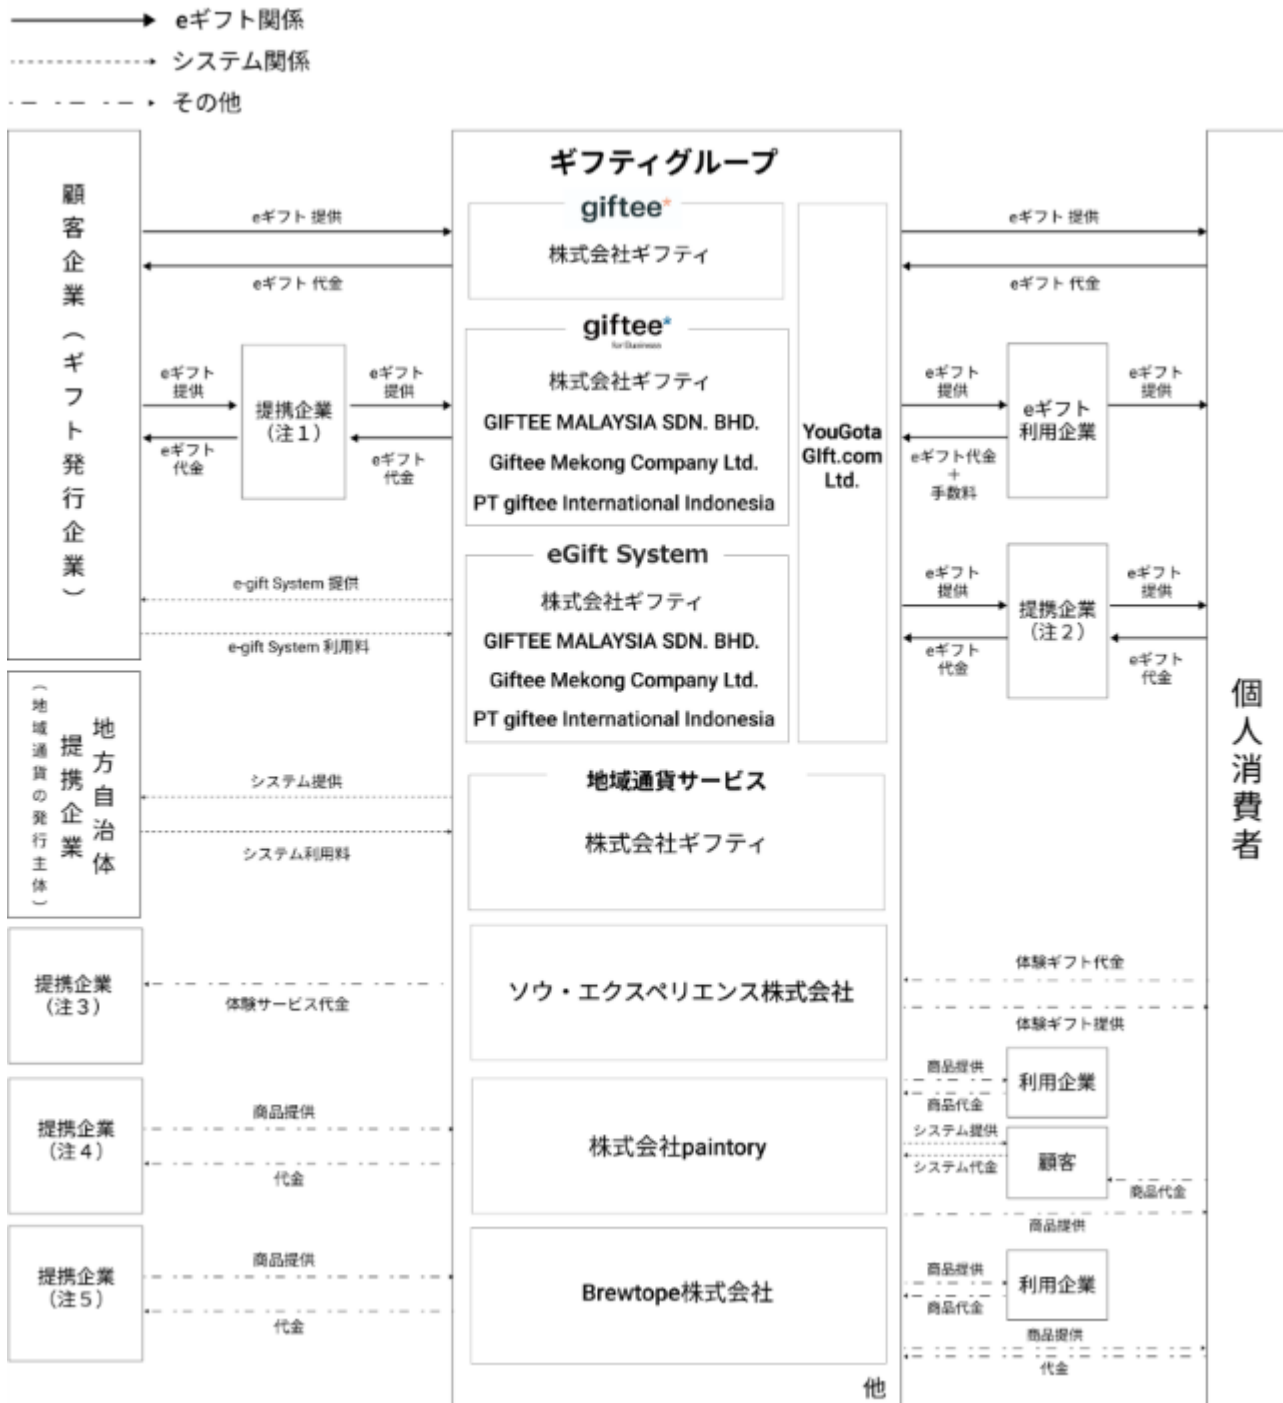 eギフト関係
システム関係
その他
顧客企業（ギフト発行企業）
eギフト 提供
eギフト 代金
eギフト
提供
eギフト
代金
提携企業
（注１）
eギフト
提供
eギフト
代金
e-gift System 提供
e-gift System 利用料
地方自治体
提携企業
（地域通貨の発行主体）
システム提供
システム利用料
提携企業
（注３）
体験サービス代金
提携企業
（注４）
商品提供
代金
提携企業
（注５）
商品提供
代金
ギフティグループ
giftee*
株式会社ギフティ
giftee*
for Business
株式会社ギフティ
GIFTEE MALAYSIA SDN. BHD.
Giftee Mekong Company Ltd.
PT giftee International Indonesia
eGift System
株式会社ギフティ
GIFTEE MALAYSIA SDN. BHD.
Giftee Mekong Company Ltd.
PT giftee International Indonesia
YouGota
GIft.com
Ltd.
地域通貨サービス
株式会社ギフティ
ソウ・エクスペリエンス株式会社
株式会社paintory
Brewtope株式会社
他
eギフト 提供
eギフト 代金
eギフト
提供
eギフト代金
＋
手数料
eギフト
利用企業
eギフト
提供
eギフト
提供
eギフト
代金
提携企業
（注２）
eギフト
提供
eギフト
代金
体験ギフト代金
体験ギフト提供
商品提供
商品代金
利用企業
システム提供
システム代金
顧客
商品代金
商品提供
商品提供
商品代金
利用企業
商品提供
代金
個人消費者